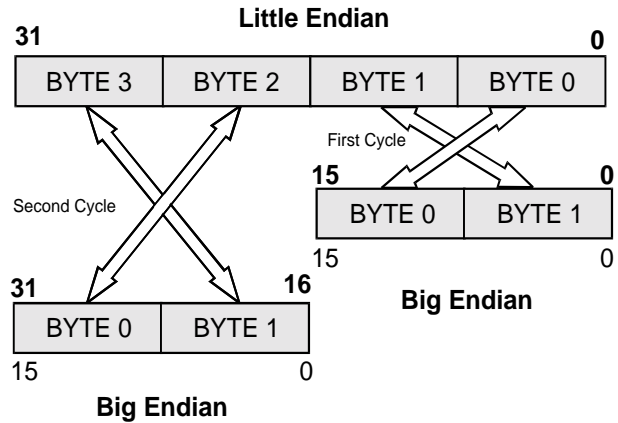 Little Endian
31 0
BYTE 3 BYTE 2 BYTE 1 BYTE 0
First Cycle
15 0
BYTE 0 BYTE 1
15 0
Big Endian
Second Cycle
31 16
BYTE 0 BYTE 1
15 0
Big Endian